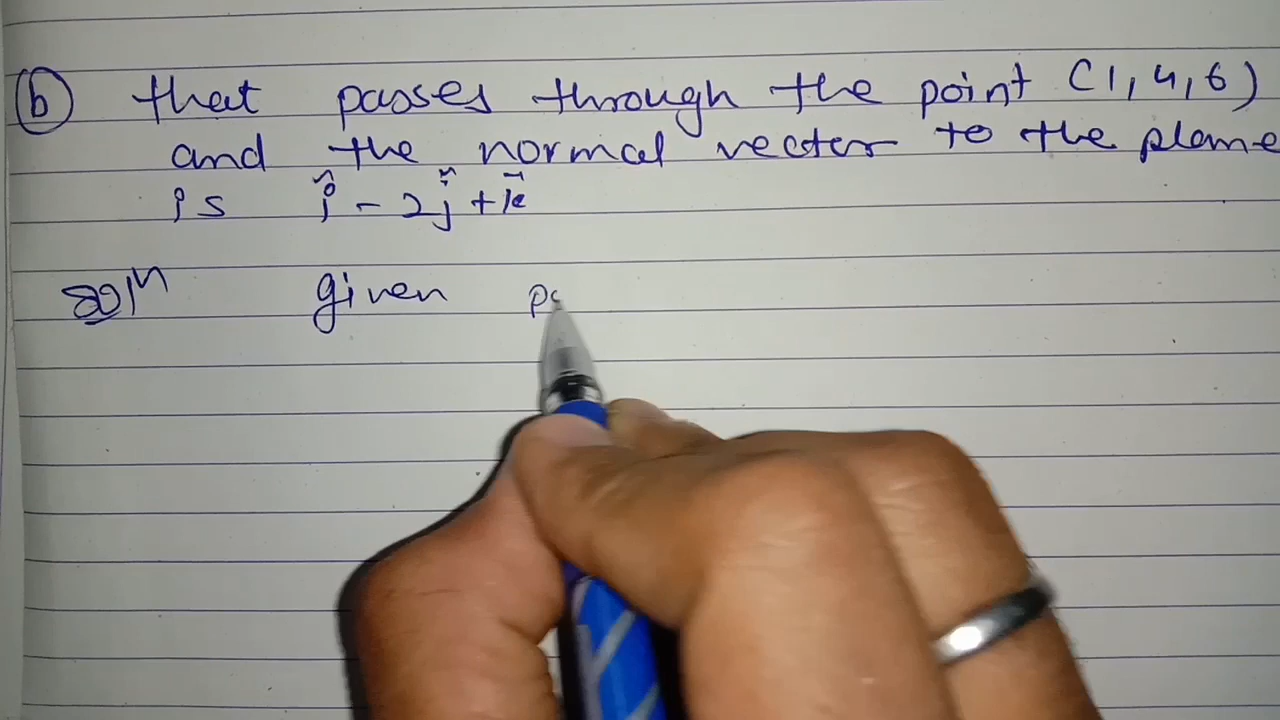 (b) that passes through the point (1, 4, 6)
and the normal vector to the plane
is î - 2ĵ + k̂
Solⁿ given